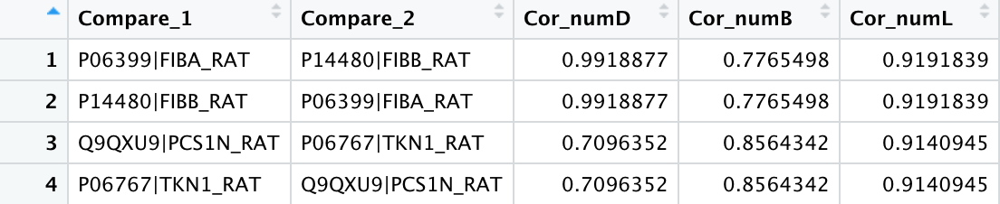 Compare_1 Compare_2 Cor_numD Cor_numB Cor_numL
1 P06399|FIBA_RAT P14480|FIBB_RAT 0.9918877 0.7765498 0.9191839
2 P14480|FIBB_RAT P06399|FIBA_RAT 0.9918877 0.7765498 0.9191839
3 Q9QXU9|PCS1N_RAT P06767|TKN1_RAT 0.7096352 0.8564342 0.9140945
4 P06767|TKN1_RAT Q9QXU9|PCS1N_RAT 0.7096352 0.8564342 0.9140945